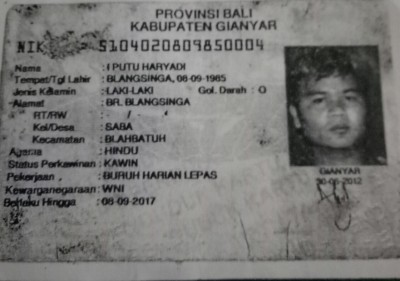 PROVINSI BALI
KABUPATEN GIANYAR
NIK 5104020809850004
Nama : I PUTU HARYADI
Tempat/Tgl Lahir : BLANGSINGA, 08-09-1985
Jenis Kelamin : LAKI-LAKI Gol. Darah : O
Alamat : BR. BLANGSINGA
RT/RW : /
Kel/Desa : SABA
Kecamatan : BLAHBATUH
Agama : HINDU
Status Perkawinan : KAWIN
Pekerjaan : BURUH HARIAN LEPAS
Kewarganegaraan : WNI
Berlaku Hingga : 08-09-2017
GIANYAR
30-06-2012